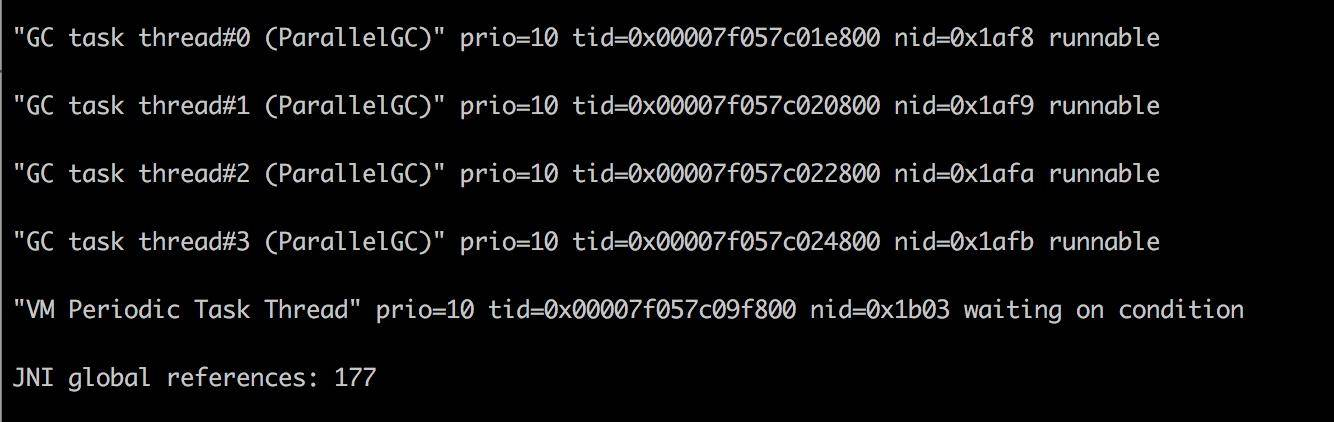 "GC task thread#0 (ParallelGC)" prio=10 tid=0x00007f057c01e800 nid=0x1af8 runnable
"GC task thread#1 (ParallelGC)" prio=10 tid=0x00007f057c020800 nid=0x1af9 runnable
"GC task thread#2 (ParallelGC)" prio=10 tid=0x00007f057c022800 nid=0x1afa runnable
"GC task thread#3 (ParallelGC)" prio=10 tid=0x00007f057c024800 nid=0x1afb runnable
"VM Periodic Task Thread" prio=10 tid=0x00007f057c09f800 nid=0x1b03 waiting on condition
JNI global references: 177